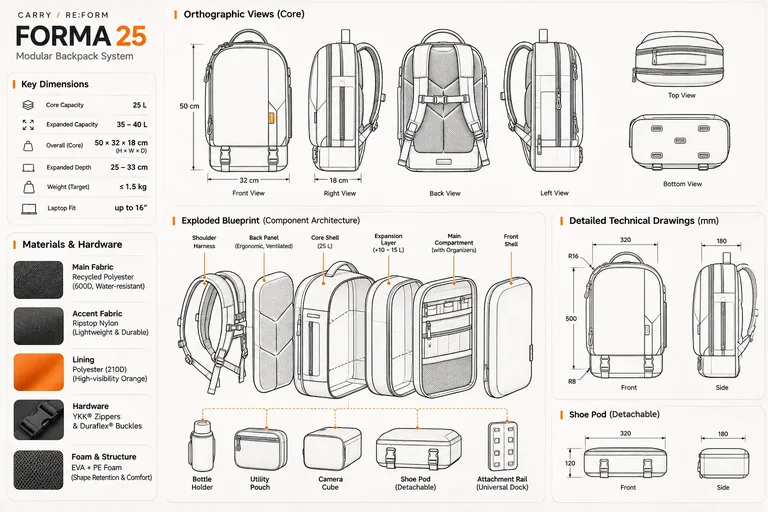 CARRY / RE:FORM
FORMA 25
Modular Backpack System
Key Dimensions
Core Capacity 25 L
Expanded Capacity 35 – 40 L
Overall (Core) 50 × 32 × 18 cm
(H × W × D)
Expanded Depth 25 – 33 cm
Weight (Target) ≤ 1.5 kg
Laptop Fit up to 16"
Materials & Hardware
Main Fabric
Recycled Polyester
(600D, Water-resistant)
Accent Fabric
Ripstop Nylon
(Lightweight & Durable)
Lining
Polyester (210D)
(High-visibility Orange)
Hardware
YKK® Zippers
& Duraflex® Buckles
Foam & Structure
EVA + PE Foam
(Shape Retention & Comfort)
Orthographic Views (Core)
50 cm
32 cm
18 cm
Front View
Right View
Back View
Left View
Top View
Bottom View
Exploded Blueprint (Component Architecture)
Shoulder
Harness
Back Panel
(Ergonomic, Ventilated)
Core Shell
(25 L)
Expansion
Layer
(+10 – 15 L)
Main
Compartment
(with Organizers)
Front
Shell
Bottle
Holder
Utility
Pouch
Camera
Cube
Shoe Pod
(Detachable)
Attachment Rail
(Universal Dock)
Detailed Technical Drawings (mm)
320
180
R16
500
R8
Front
Side
Shoe Pod (Detachable)
320
180
120
Front
Side